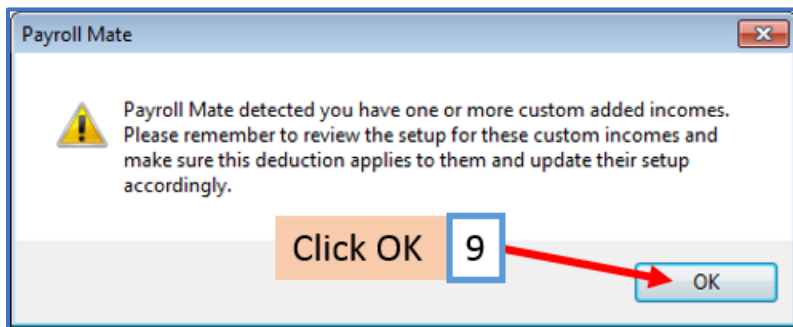 Payroll Mate
Payroll Mate detected you have one or more custom added incomes.
Please remember to review the setup for these custom incomes and
make sure this deduction applies to them and update their setup
accordingly.
Click OK 9
OK